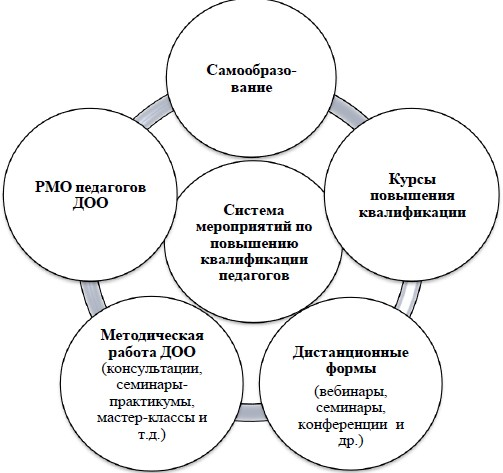 Самообразо-
вание
РМО педагогов
ДОО
Курсы
повышения
квалификации
Система
мероприятий по
повышению
квалификации
педагогов
Методическая
работа ДОО
(консультации,
семинары-
практикумы,
мастер-классы и
т.д.)
Дистанционные
формы
(вебинары,
семинары,
конференции и
др.)